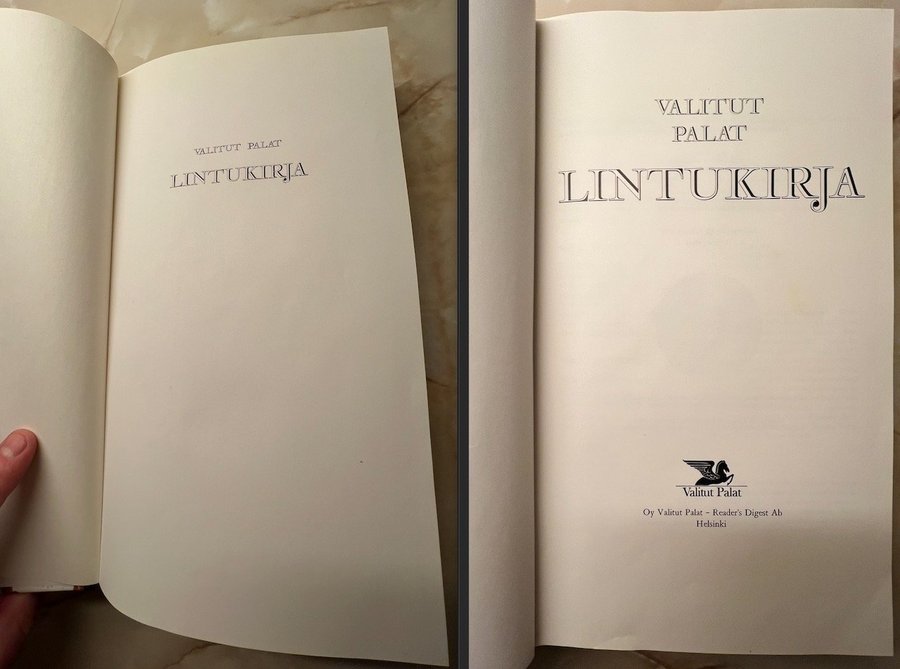 VALITUT PALAT
LINTUKIRJA
VALITUT
PALAT
LINTUKIRJA
Valitut Palat
Oy Valitut Palat – Reader's Digest Ab
Helsinki